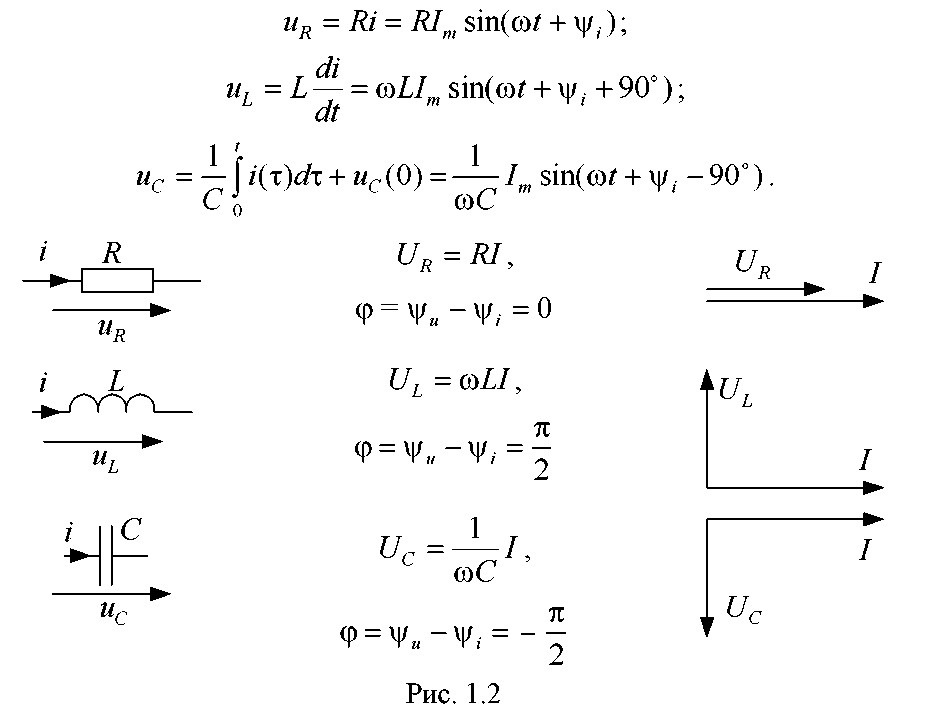 u_R = Ri = RI_m sin(ωt + ψ_i);
u_L = L di/dt = ωLI_m sin(ωt + ψ_i + 90°);
u_C = 1/C ∫_0^t i(τ)dτ + u_C(0) = 1/(ωC) I_m sin(ωt + ψ_i − 90°).
i R u_R
U_R = RI,
φ = ψ_u − ψ_i = 0
U_R I
i L u_L
U_L = ωLI,
φ = ψ_u − ψ_i = π/2
U_L I
i C u_C
U_C = 1/(ωC) I,
φ = ψ_u − ψ_i = − π/2
I U_C
Рис. 1.2